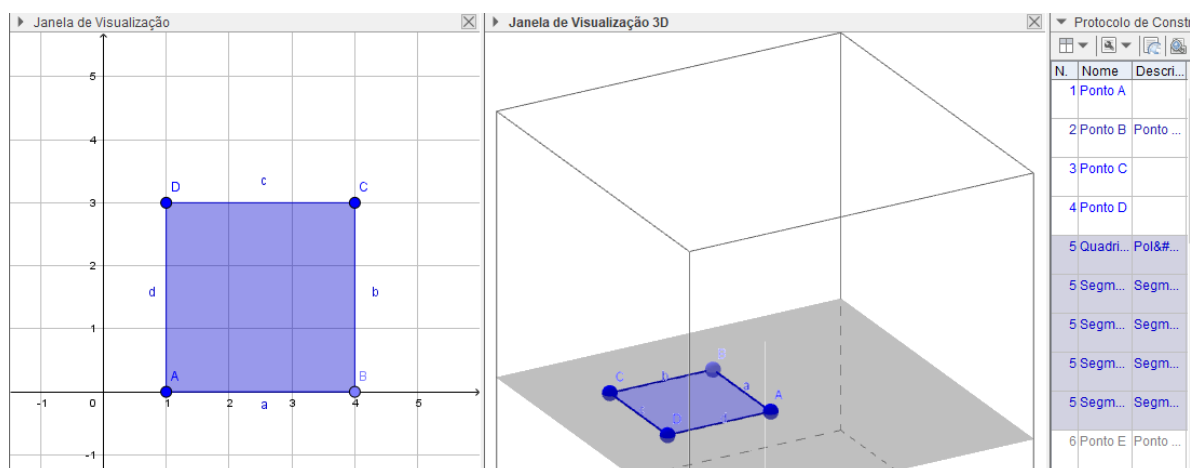 Janela de Visualização
Janela de Visualização 3D
Protocolo de Constr
5
4
3
2
1
0
-1
-1
1
2
3
4
5
D
c
C
d
b
A
B
a
C
b
B
a
D
A
N. Nome Descri...
1 Ponto A
2 Ponto B Ponto ...
3 Ponto C
4 Ponto D
5 Quadri... Pol&#...
5 Segm... Segm...
5 Segm... Segm...
5 Segm... Segm...
5 Segm... Segm...
6 Ponto E Ponto ...